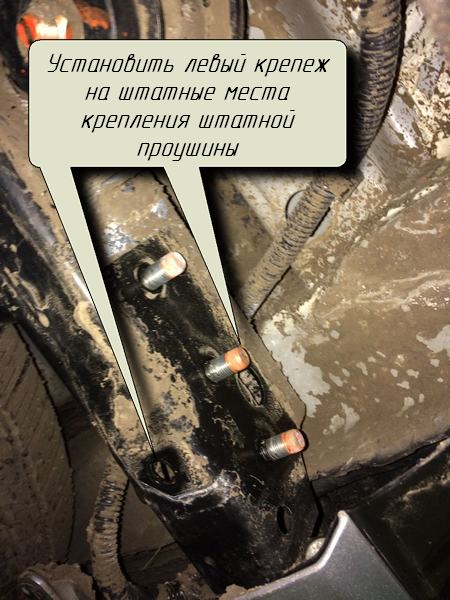 Установить левый крепеж
на штатные места
крепления штатной
проушины